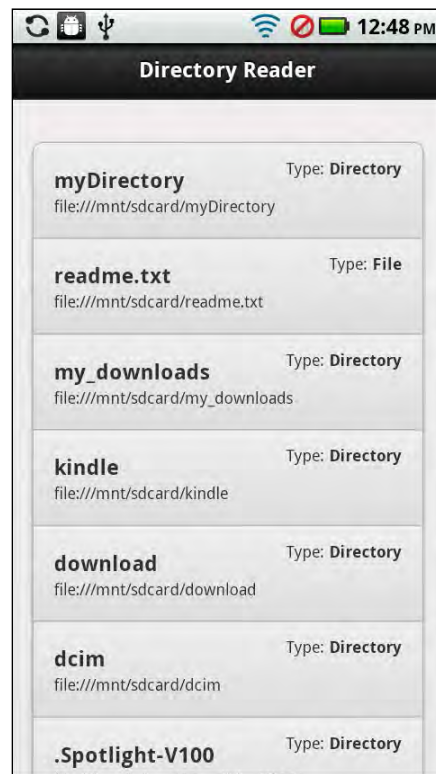 12:48 PM
Directory Reader
myDirectory
Type: Directory
file:///mnt/sdcard/myDirectory
readme.txt
Type: File
file:///mnt/sdcard/readme.txt
my_downloads
Type: Directory
file:///mnt/sdcard/my_downloads
kindle
Type: Directory
file:///mnt/sdcard/kindle
download
Type: Directory
file:///mnt/sdcard/download
dcim
Type: Directory
file:///mnt/sdcard/dcim
.Spotlight-V100
Type: Directory